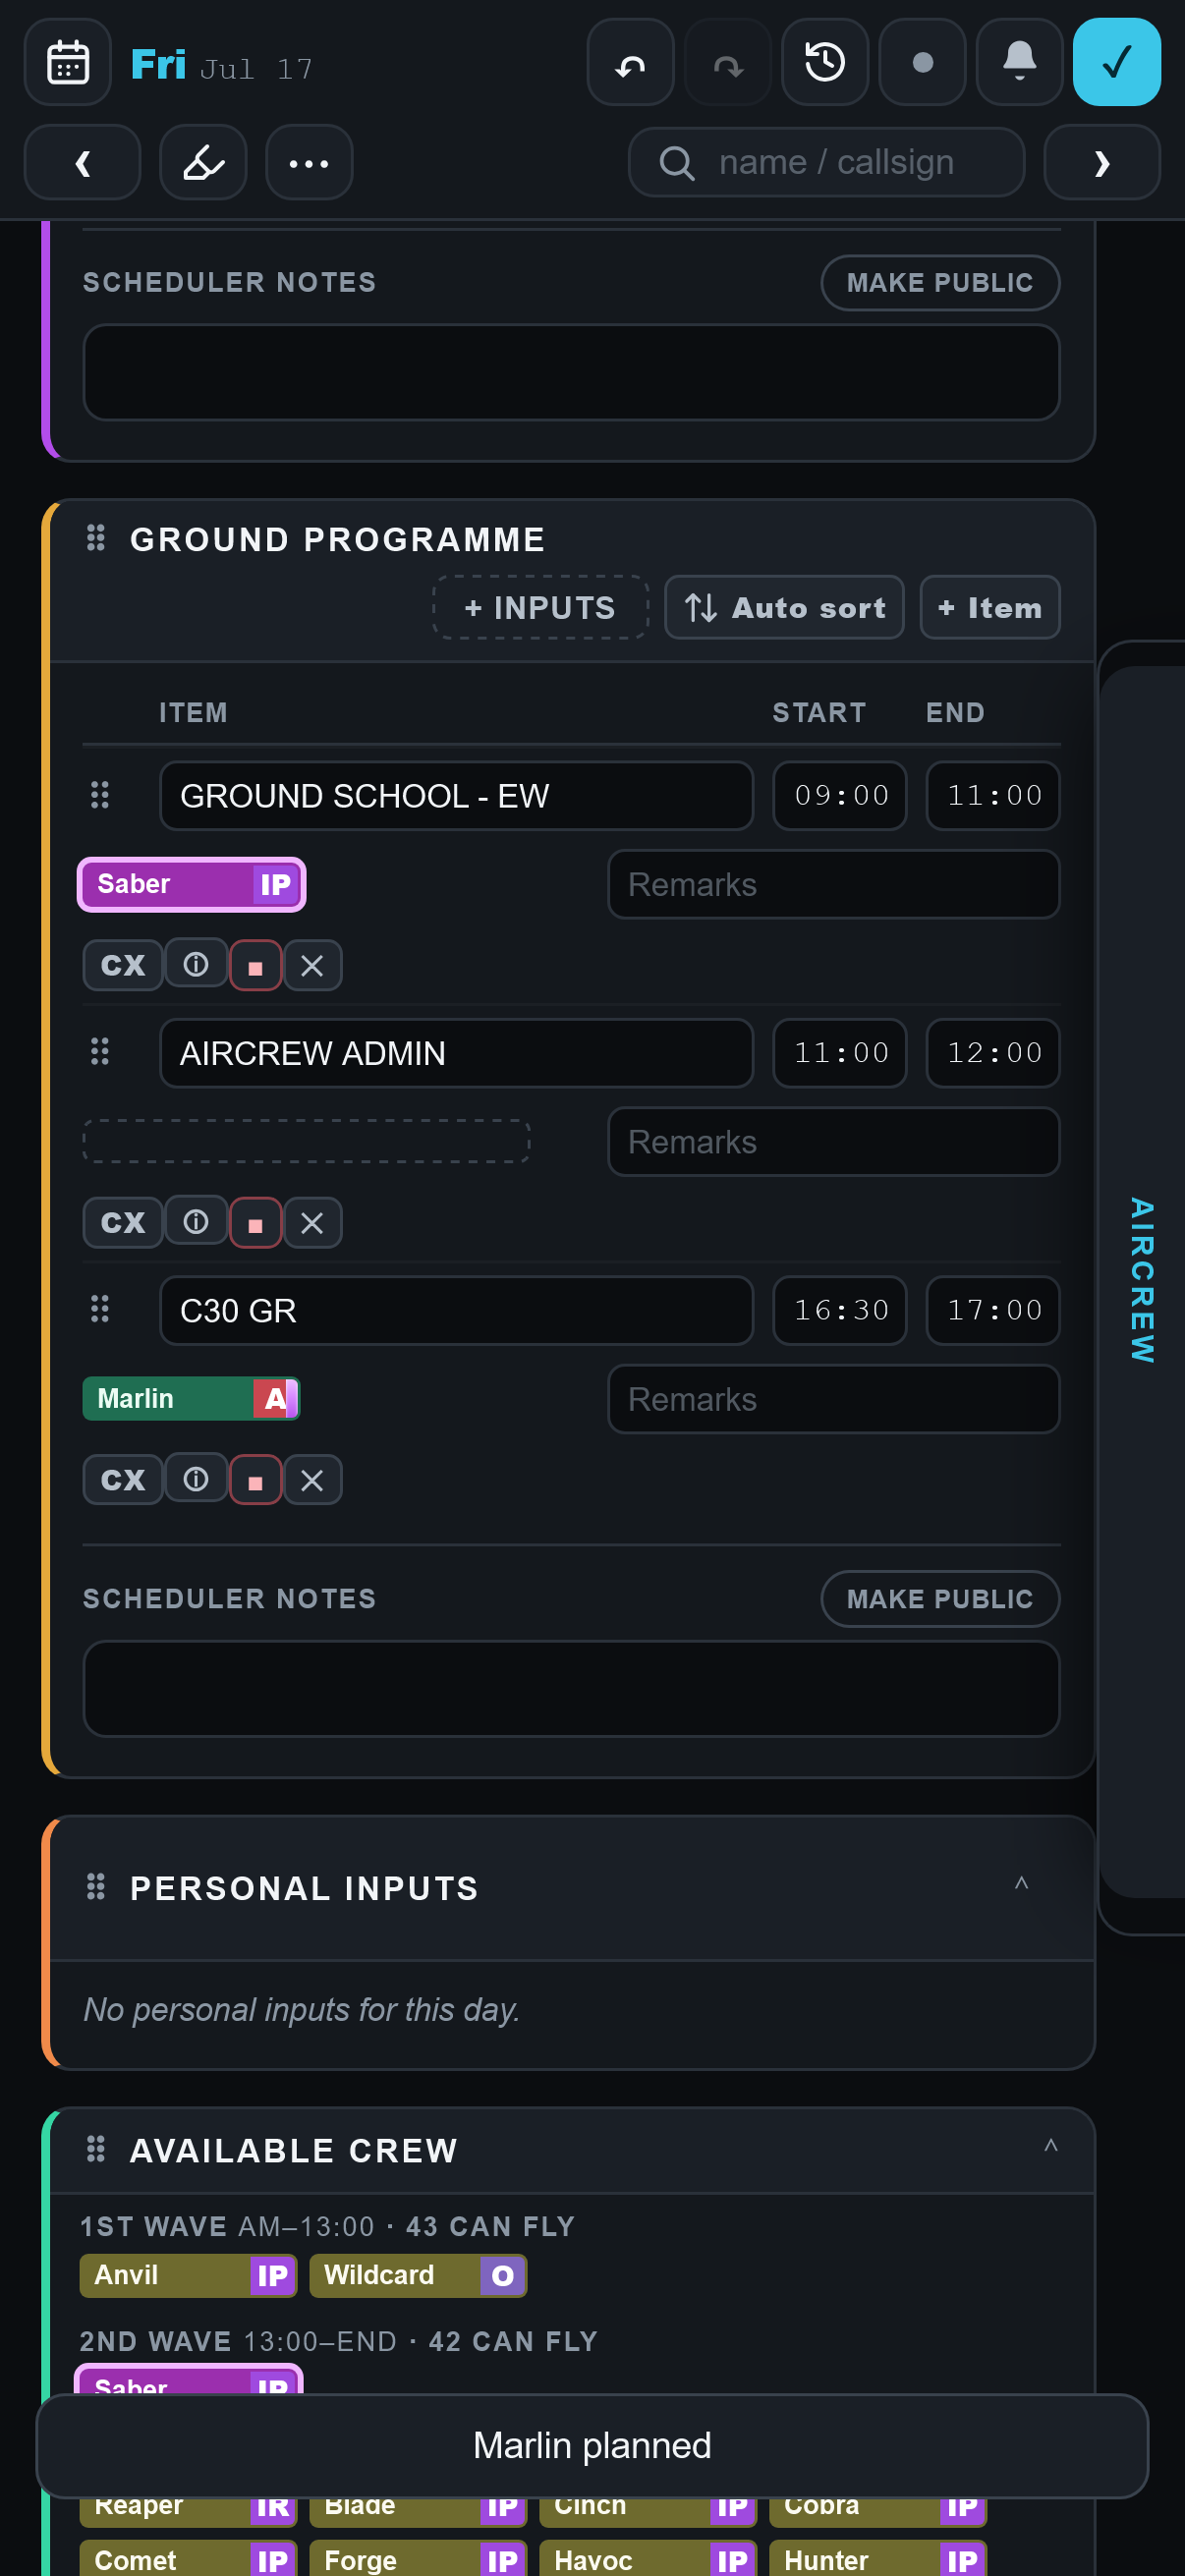 Fri Jul 17
name / callsign
SCHEDULER NOTES
MAKE PUBLIC
GROUND PROGRAMME
+ INPUTS
Auto sort
+ Item
ITEM START END
GROUND SCHOOL - EW 09:00 11:00
Saber IP
Remarks
CX
AIRCREW ADMIN 11:00 12:00
Remarks
CX
C30 GR 16:30 17:00
Marlin A
Remarks
CX
AIRCREW
SCHEDULER NOTES
MAKE PUBLIC
PERSONAL INPUTS
No personal inputs for this day.
AVAILABLE CREW
1ST WAVE AM–13:00 · 43 CAN FLY
Anvil IP Wildcard O
2ND WAVE 13:00–END · 42 CAN FLY
Saber IP
Marlin planned
Reaper IR Blade IP Cinch IP Cobra IP
Comet IP Forge IP Havoc IP Hunter IP